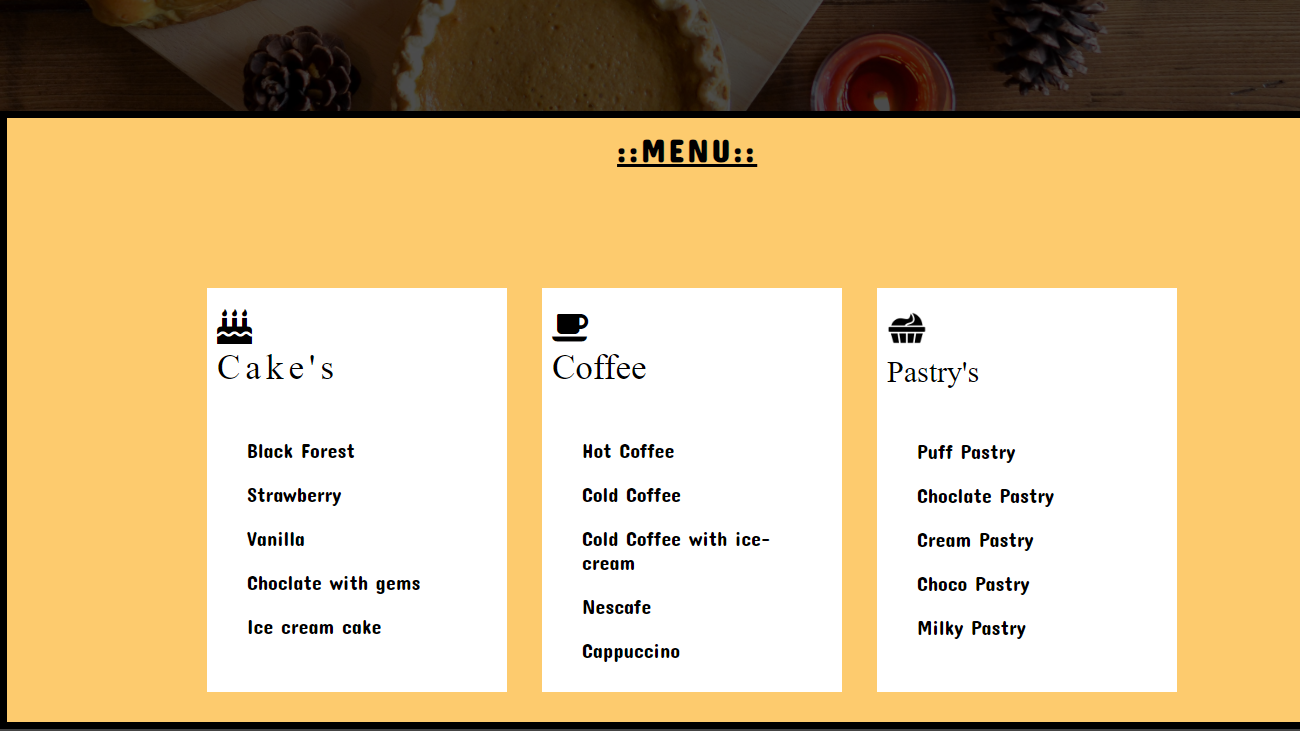 ::MENU::
Cake's
Black Forest
Strawberry
Vanilla
Choclate with gems
Ice cream cake
Coffee
Hot Coffee
Cold Coffee
Cold Coffee with ice-
cream
Nescafe
Cappuccino
Pastry's
Puff Pastry
Choclate Pastry
Cream Pastry
Choco Pastry
Milky Pastry